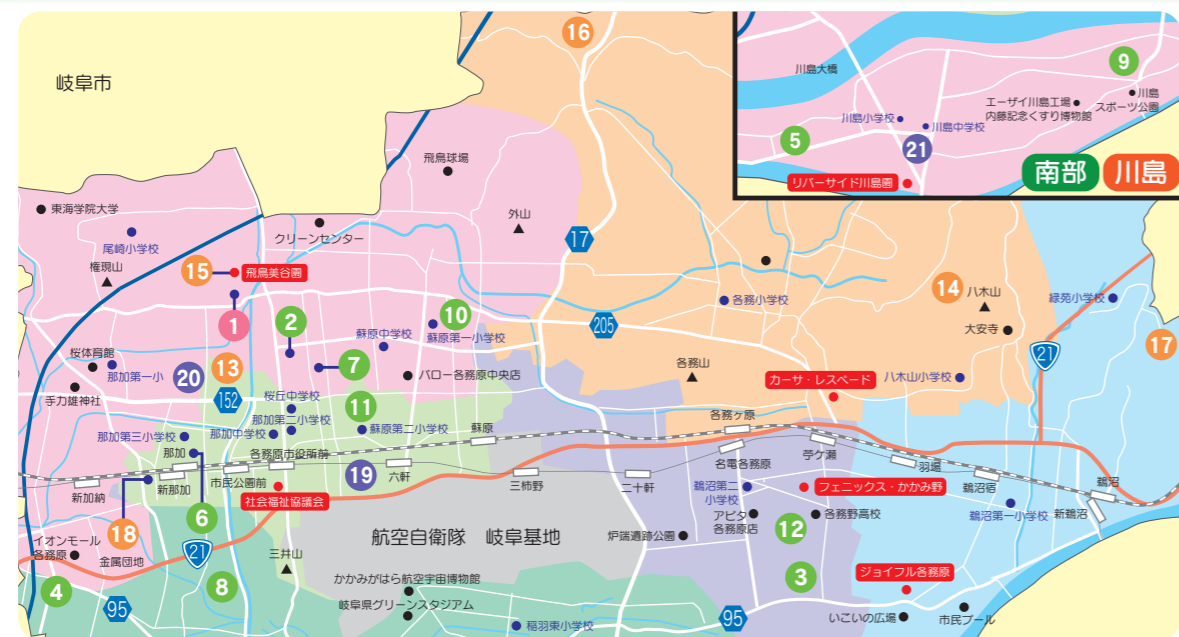 岐阜市
16
川島大橋
9
エーザイ川島工場
内藤記念くすり博物館
川島
スポーツ公園
川島小学校
川島中学校
5
21
リバーサイド川島園
南部
川島
飛鳥球場
東海学院大学
尾崎小学校
クリーンセンター
外山
17
権現山
15
飛鳥美谷園
1
2
10
蘇原中学校
蘇原第一小学校
205
各務小学校
14
八木山
大安寺
緑苑小学校
21
17
桜体育館
那加第一小
20
13
7
バロー各務原中央店
各務山
カーサ・レスペード
八木山小学校
手力雄神社
152
桜丘中学校
11
那加第二小学校
那加第三小学校
那加中学校
蘇原第二小学校
蘇原
各務ヶ原
那加
各務原市役所前
19
六軒
名電各務原
苧ケ瀬
羽場
新加納
新那加
市民公園前
社会福祉協議会
三柿野
二十軒
鵜沼第二
小学校
フェニックス・かかみ野
鵜沼宿
鵜沼
18
6
アピタ
各務原店
各務野高校
鵜沼第一小学校
新鵜沼
イオンモール
各務原
金属団地
21
三井山
航空自衛隊 岐阜基地
炉端遺跡公園
12
4
8
かかみがはら航空宇宙博物館
3
ジョイフル各務原
95
岐阜県グリーンスタジアム
稲羽東小学校
95
いこいの広場
市民プール